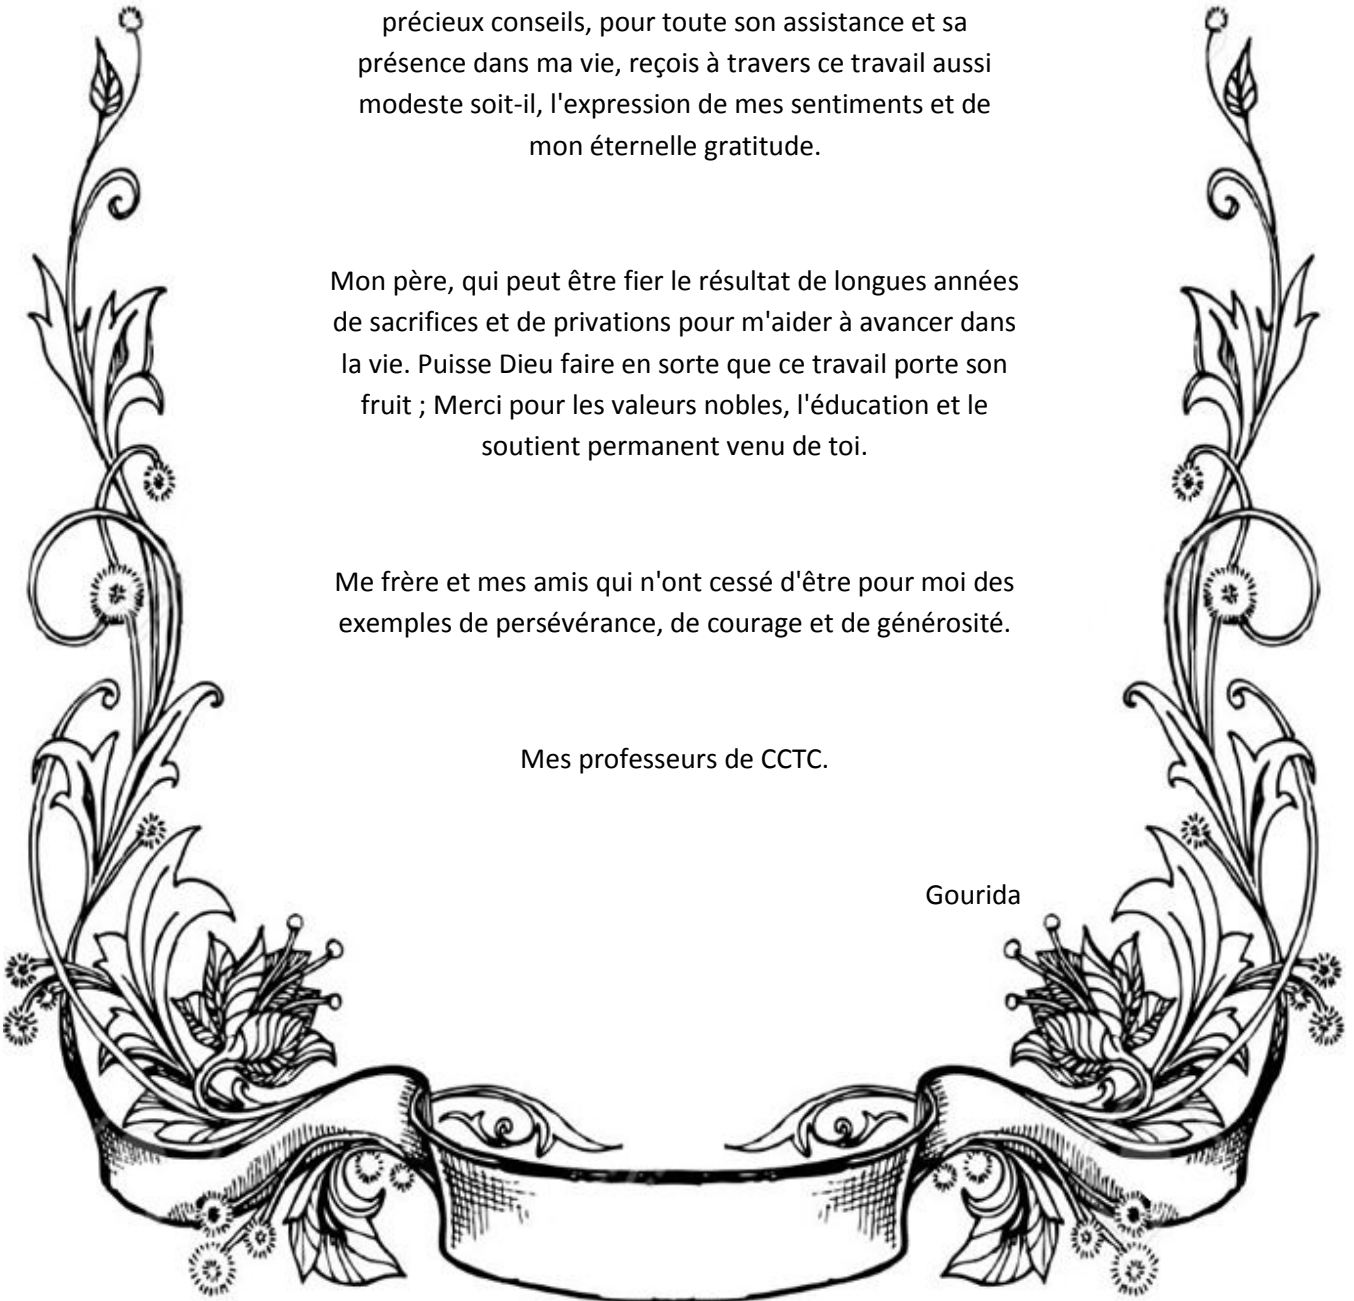 précieux conseils, pour toute son assistance et sa
présence dans ma vie, reçois à travers ce travail aussi
modeste soit-il, l'expression de mes sentiments et de
mon éternelle gratitude.
Mon père, qui peut être fier le résultat de longues années
de sacrifices et de privations pour m'aider à avancer dans
la vie. Puisse Dieu faire en sorte que ce travail porte son
fruit ; Merci pour les valeurs nobles, l'éducation et le
soutient permanent venu de toi.
Me frère et mes amis qui n'ont cessé d'être pour moi des
exemples de persévérance, de courage et de générosité.
Mes professeurs de CCTC.
Gourida